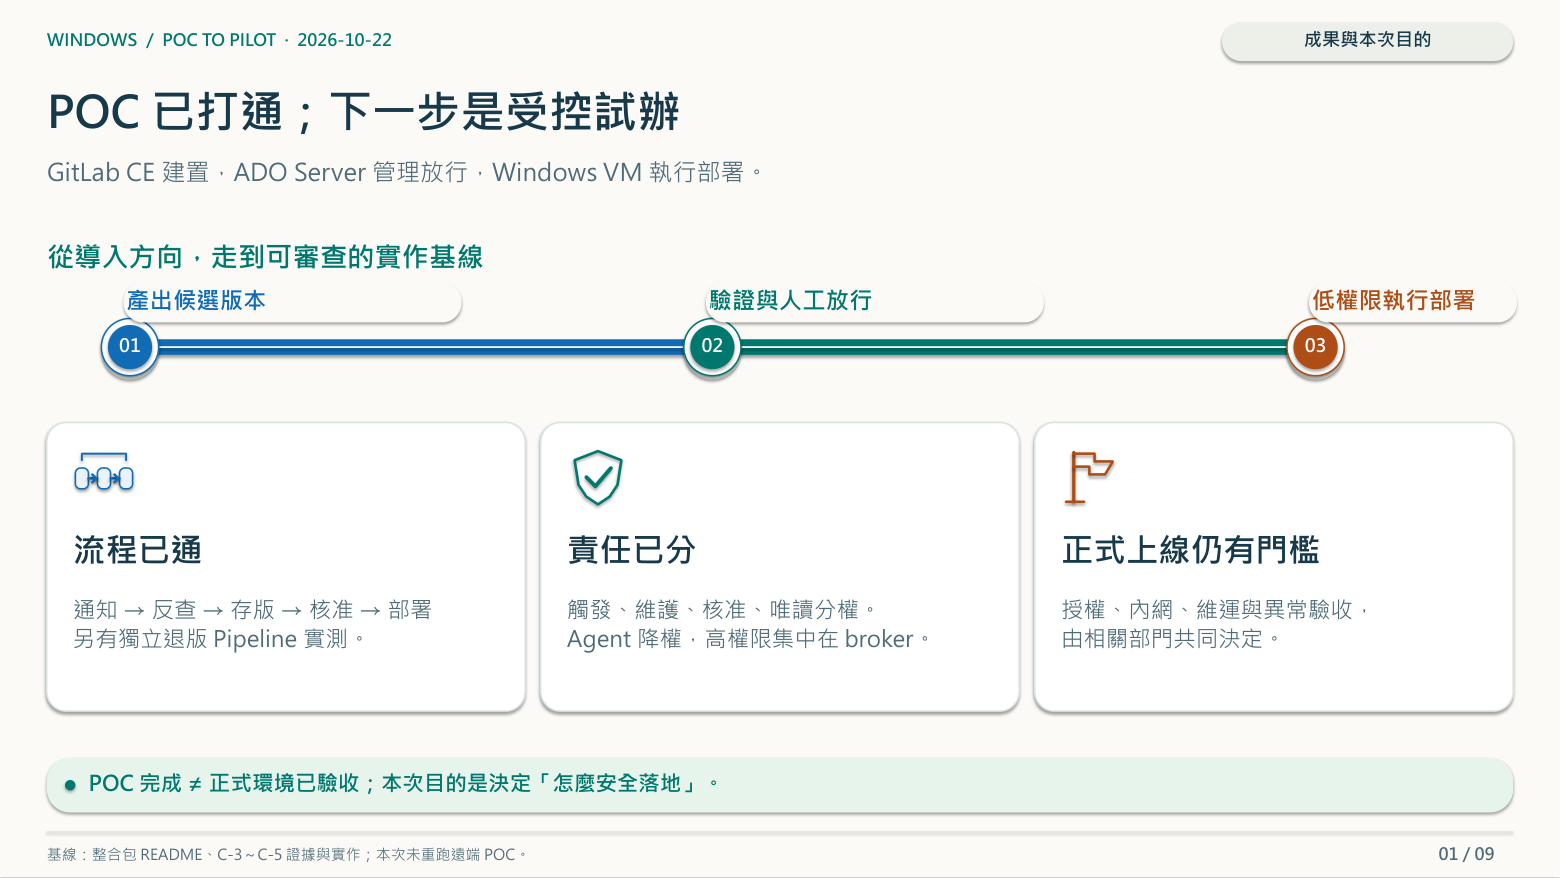 WINDOWS / POC TO PILOT · 2026-10-22
成果與本次目的
POC 已打通；下一步是受控試辦
GitLab CE 建置，ADO Server 管理放行，Windows VM 執行部署。
從導入方向，走到可審查的實作基線
產出候選版本
驗證與人工放行
低權限執行部署
01
02
03
流程已通
通知 → 反查 → 存版 → 核准 → 部署
另有獨立退版 Pipeline 實測。
責任已分
觸發、維護、核准、唯讀分權。
Agent 降權，高權限集中在 broker。
正式上線仍有門檻
授權、內網、維運與異常驗收，
由相關部門共同決定。
POC 完成 ≠ 正式環境已驗收；本次目的是決定「怎麼安全落地」。
基線：整合包 README、C-3～C-5 證據與實作；本次未重跑遠端 POC。
01 / 09